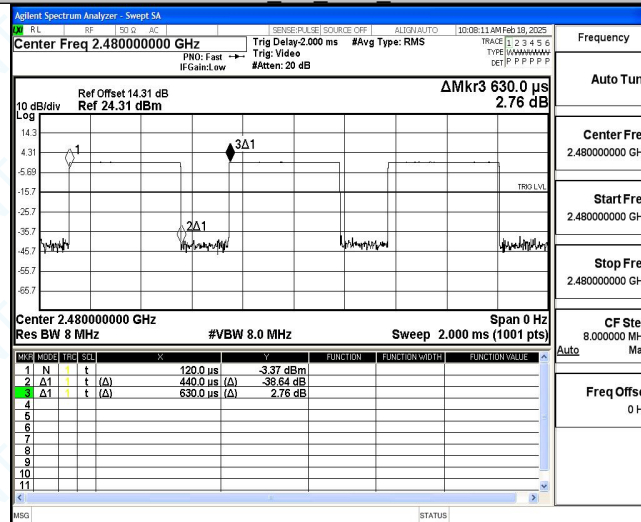 Agilent Spectrum Analyzer - Swept SA
RL RF 50 Ω AC SENSE:PULSE SOURCE OFF ALIGN AUTO 10:08:11 AM Feb 18, 2025
Center Freq 2.480000000 GHz
PNO: Fast
IFGain:Low
Trig Delay-2.000 ms #Avg Type: RMS
Trig: Video
#Atten: 20 dB
TRACE 1 2 3 4 5 6
TYPE
DET P P P P P P
ΔMkr3 630.0 µs
2.76 dB
Ref Offset 14.31 dB
10 dB/div Ref 24.31 dBm
Log
14.3
4.31
-5.69
-15.7
-25.7
-35.7
-45.7
-55.7
-65.7
1
3Δ1
2Δ1
TRIG LVL
Center 2.480000000 GHz Span 0 Hz
Res BW 8 MHz #VBW 8.0 MHz Sweep 2.000 ms (1001 pts)
MKR MODE TRC SCL X Y FUNCTION FUNCTION WIDTH FUNCTION VALUE
1 N 1 t 120.0 µs -3.37 dBm
2 Δ1 1 t (Δ) 440.0 µs (Δ) -38.64 dB
3 Δ1 1 t (Δ) 630.0 µs (Δ) 2.76 dB
4
5
6
7
8
9
10
11
MSG STATUS
Frequency
Auto Tun
Center Fre
2.480000000 GH
Start Fre
2.480000000 GH
Stop Fre
2.480000000 GH
CF Ste
8.000000 MH
Auto Ma
Freq Offse
0 H